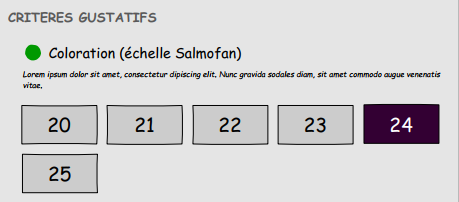 CRITERES GUSTATIFS
Coloration (échelle Salmofan)
Lorem ipsum dolor sit amet, consectetur dipiscing elit. Nunc gravida sodales diam, sit amet commodo augue venenatis
vitae.
20 21 22 23 24
25